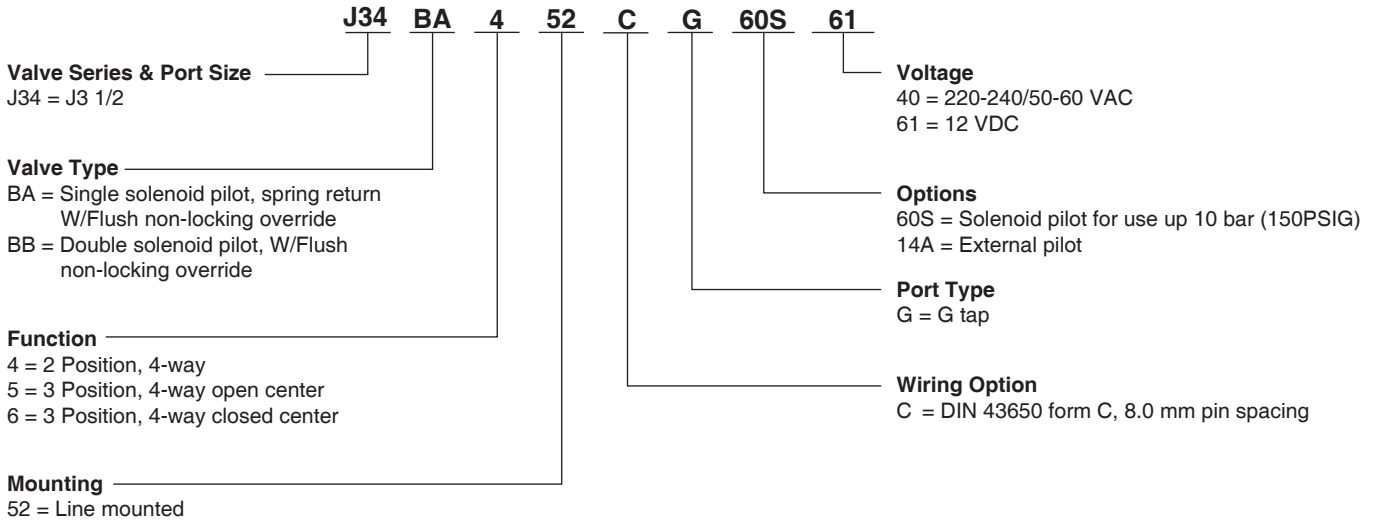 J34 BA 4 52 C G 60S 61
Valve Series & Port Size
J34 = J3 1/2
Valve Type
BA = Single solenoid pilot, spring return
W/Flush non-locking override
BB = Double solenoid pilot, W/Flush
non-locking override
Function
4 = 2 Position, 4-way
5 = 3 Position, 4-way open center
6 = 3 Position, 4-way closed center
Mounting
52 = Line mounted
Voltage
40 = 220-240/50-60 VAC
61 = 12 VDC
Options
60S = Solenoid pilot for use up 10 bar (150PSIG)
14A = External pilot
Port Type
G = G tap
Wiring Option
C = DIN 43650 form C, 8.0 mm pin spacing